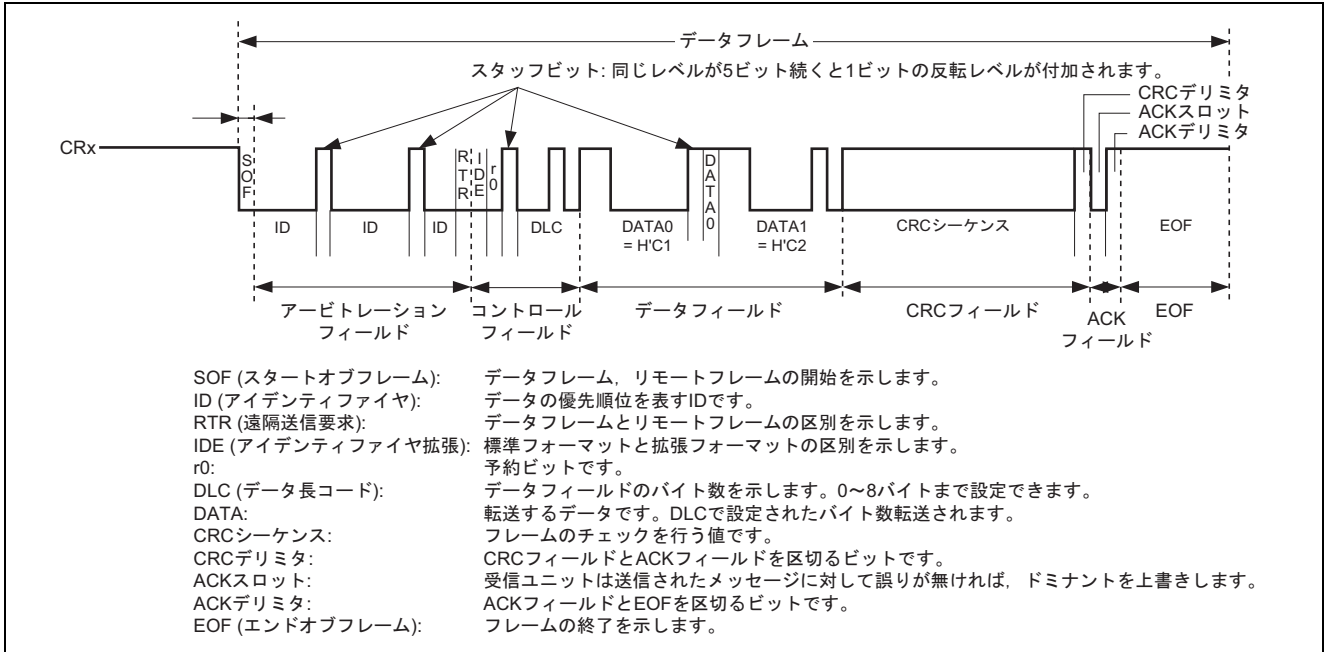 データフレーム
スタッフビット: 同じレベルが5ビット続くと1ビットの反転レベルが付加されます。
CRCデリミタ
ACKスロット
ACKデリミタ
CRx
SOF
RTR
IDE
r0
DATA0
ID
ID
ID
DLC
DATA0
= H'C1
DATA1
= H'C2
CRCシーケンス
EOF
アービトレーション
フィールド
コントロール
フィールド
データフィールド
CRCフィールド
ACK
フィールド
EOF
SOF (スタートオブフレーム): データフレーム，リモートフレームの開始を示します。
ID (アイデンティファイヤ): データの優先順位を表すIDです。
RTR (遠隔送信要求): データフレームとリモートフレームの区別を示します。
IDE (アイデンティファイヤ拡張): 標準フォーマットと拡張フォーマットの区別を示します。
r0: 予約ビットです。
DLC (データ長コード): データフィールドのバイト数を示します。0～8バイトまで設定できます。
DATA: 転送するデータです。DLCで設定されたバイト数転送されます。
CRCシーケンス: フレームのチェックを行う値です。
CRCデリミタ: CRCフィールドとACKフィールドを区切るビットです。
ACKスロット: 受信ユニットは送信されたメッセージに対して誤りが無ければ，ドミナントを上書きします。
ACKデリミタ: ACKフィールドとEOFを区切るビットです。
EOF (エンドオブフレーム): フレームの終了を示します。